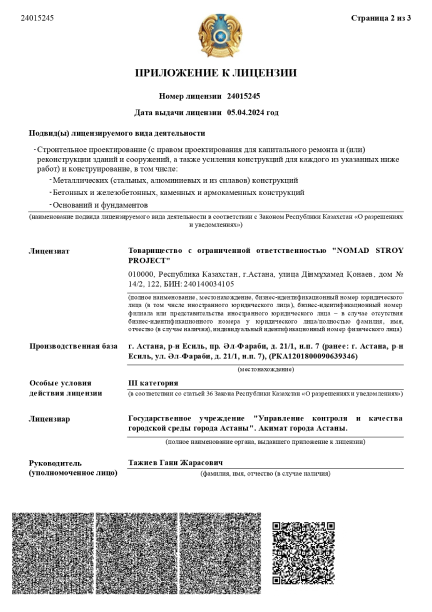 24015245
Страница 2 из 3
ПРИЛОЖЕНИЕ К ЛИЦЕНЗИИ
Номер лицензии 24015245
Дата выдачи лицензии 05.04.2024 год
Подвид(ы) лицензируемого вида деятельности
- Строительное проектирование (с правом проектирования для капитального ремонта и (или)
реконструкции зданий и сооружений, а также усиления конструкций для каждого из указанных ниже
работ) и конструирование, в том числе:
- Металлических (стальных, алюминиевых и из сплавов) конструкций
- Бетонных и железобетонных, каменных и армокаменных конструкций
- Оснований и фундаментов
(наименование подвида лицензируемого вида деятельности в соответствии с Законом Республики Казахстан «О разрешениях
и уведомлениях»)
Лицензиат
Товарищество с ограниченной ответственностью "NOMAD STROY
PROJECT"
010000, Республика Казахстан, г.Астана, улица Дінмұхамед Қонаев, дом №
14/2, 122, БИН: 240140034105
(полное наименование, местонахождение, бизнес-идентификационный номер юридического
лица (в том числе иностранного юридического лица), бизнес-идентификационный номер
филиала или представительства иностранного юридического лица – в случае отсутствия
бизнес-идентификационного номера у юридического лица/полностью фамилия, имя,
отчество (в случае наличия), индивидуальный идентификационный номер физического лица)
Производственная база
г. Астана, р-н Есиль, пр. Эл-Фараби, д. 21/1, н.п. 7 (ранее: г. Астана, р-н
Есиль, ул. Эл-Фараби, д. 21/1, н.п. 7), (РКА1201800090639346)
(местонахождение)
Особые условия
действия лицензии
III категория
(в соответствии со статьей 36 Закона Республики Казахстан «О разрешениях и уведомлениях»)
Лицензиар
Государственное учреждение "Управление контроля и качества
городской среды города Астаны". Акимат города Астаны.
(полное наименование органа, выдавшего приложение к лицензии)
Руководитель
(уполномоченное лицо)
Тажиев Гани Жарасович
(фамилия, имя, отчество (в случае наличия)